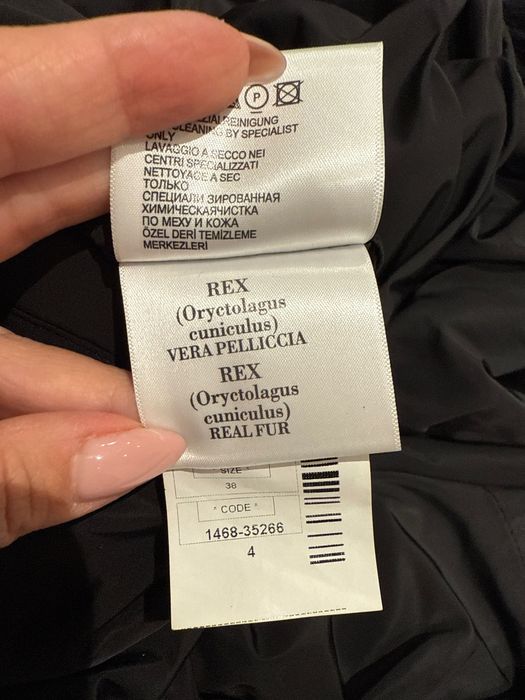 P
ONLY CLEANING BY SPECIALIST
LAVAGGIO A SECCO NEI
CENTRI SPECIALIZZATI
NETTOYAGE A SEC
ТОЛЬКО
СПЕЦИАЛИ ЗИРОВАННАЯ
ХИМИЧЕСКАЯЧИСТКА
ПО МЕХУ И КОЖА
ÖZEL DERİ TEMİZLEME
MERKEZLERİ
REX
(Oryctolagus
cuniculus)
VERA PELLICCIA
REX
(Oryctolagus
cuniculus)
REAL FUR
SIZE
38
* CODE *
1468-35266
4